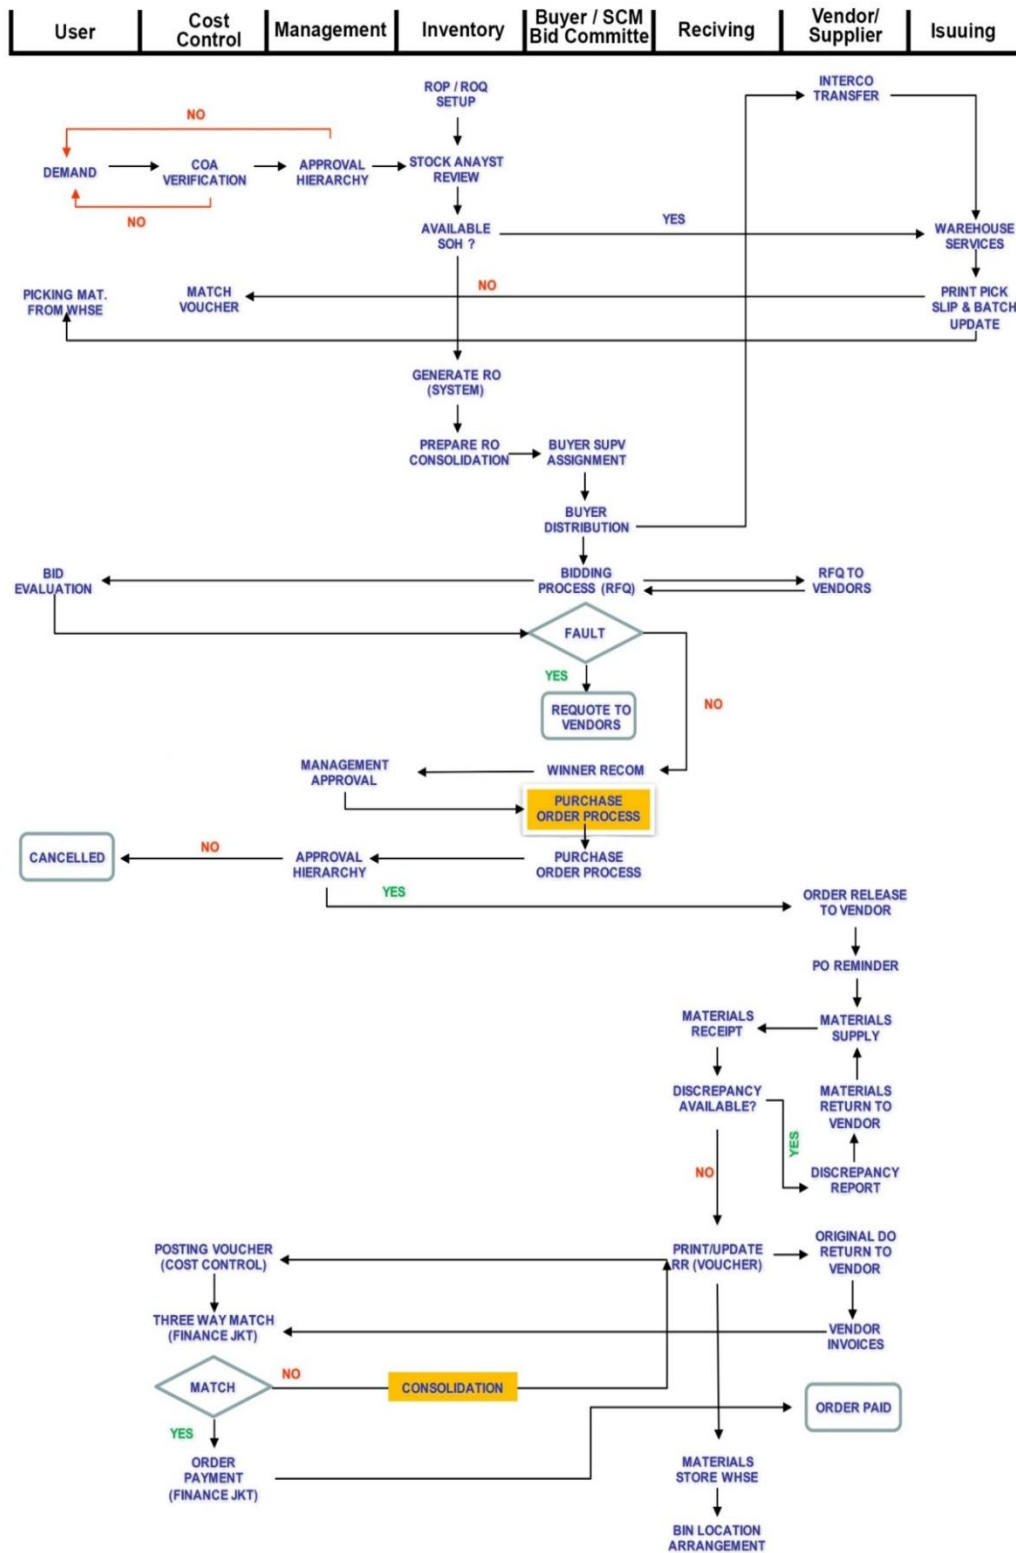 User
Cost
Control
Management
Inventory
Buyer / SCM
Bid Committe
Reciving
Vendor/
Supplier
Isuuing
ROP / ROQ
SETUP
INTERCO
TRANSFER
NO
DEMAND
COA
VERIFICATION
APPROVAL
HIERARCHY
STOCK ANAYST
REVIEW
NO
AVAILABLE
SOH ?
YES
WAREHOUSE
SERVICES
PICKING MAT.
FROM WHSE
MATCH
VOUCHER
NO
PRINT PICK
SLIP & BATCH
UPDATE
GENERATE RO
(SYSTEM)
PREPARE RO
CONSOLIDATION
BUYER SUPV
ASSIGNMENT
BUYER
DISTRIBUTION
BID
EVALUATION
BIDDING
PROCESS (RFQ)
RFQ TO
VENDORS
FAULT
YES
NO
REQUOTE TO
VENDORS
MANAGEMENT
APPROVAL
WINNER RECOM
PURCHASE
ORDER PROCESS
CANCELLED
NO
APPROVAL
HIERARCHY
PURCHASE
ORDER PROCESS
YES
ORDER RELEASE
TO VENDOR
PO REMINDER
MATERIALS
RECEIPT
MATERIALS
SUPPLY
DISCREPANCY
AVAILABLE?
MATERIALS
RETURN TO
VENDOR
YES
NO
DISCREPANCY
REPORT
POSTING VOUCHER
(COST CONTROL)
PRINT/UPDATE
RR (VOUCHER)
ORIGINAL DO
RETURN TO
VENDOR
THREE WAY MATCH
(FINANCE JKT)
VENDOR
INVOICES
MATCH
NO
CONSOLIDATION
ORDER PAID
YES
ORDER
PAYMENT
(FINANCE JKT)
MATERIALS
STORE WHSE
BIN LOCATION
ARRANGEMENT